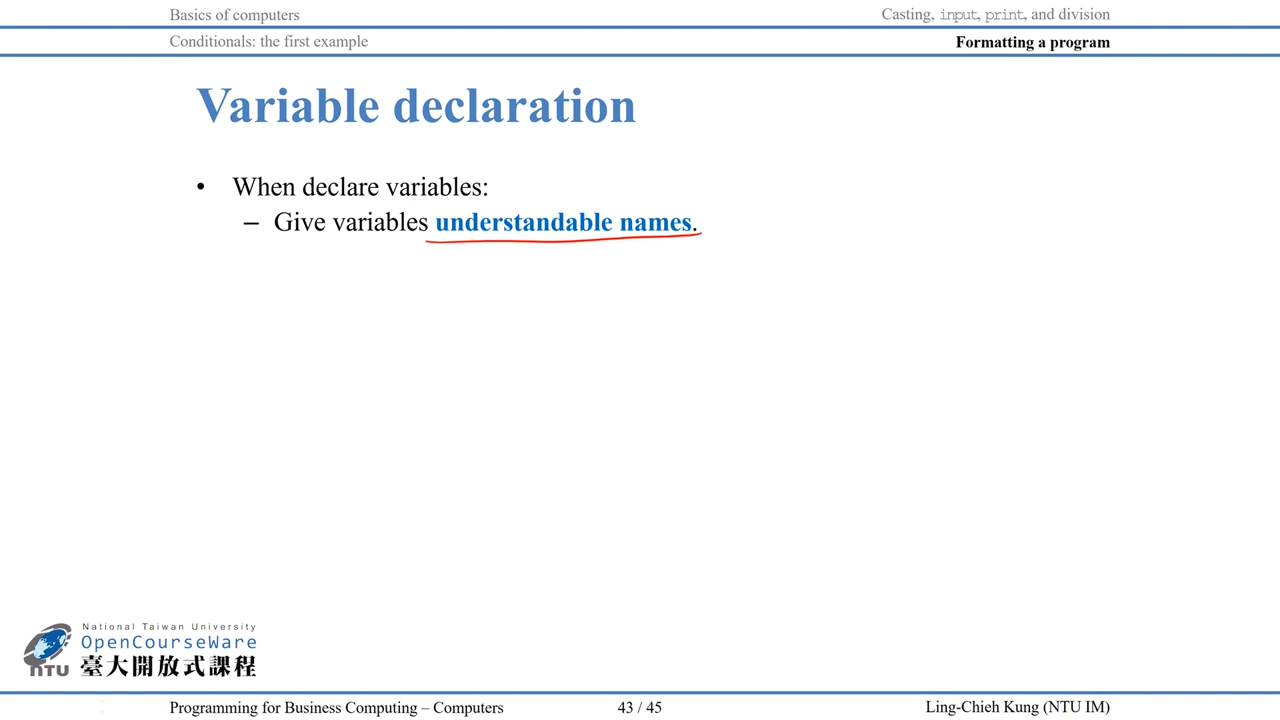 Basics of computers
Casting, input, print, and division
Conditionals: the first example
Formatting a program
Variable declaration
• When declare variables:
– Give variables understandable names.
National Taiwan University
OpenCourseWare
NTU 臺大開放式課程
Programming for Business Computing – Computers
43 / 45
Ling-Chieh Kung (NTU IM)